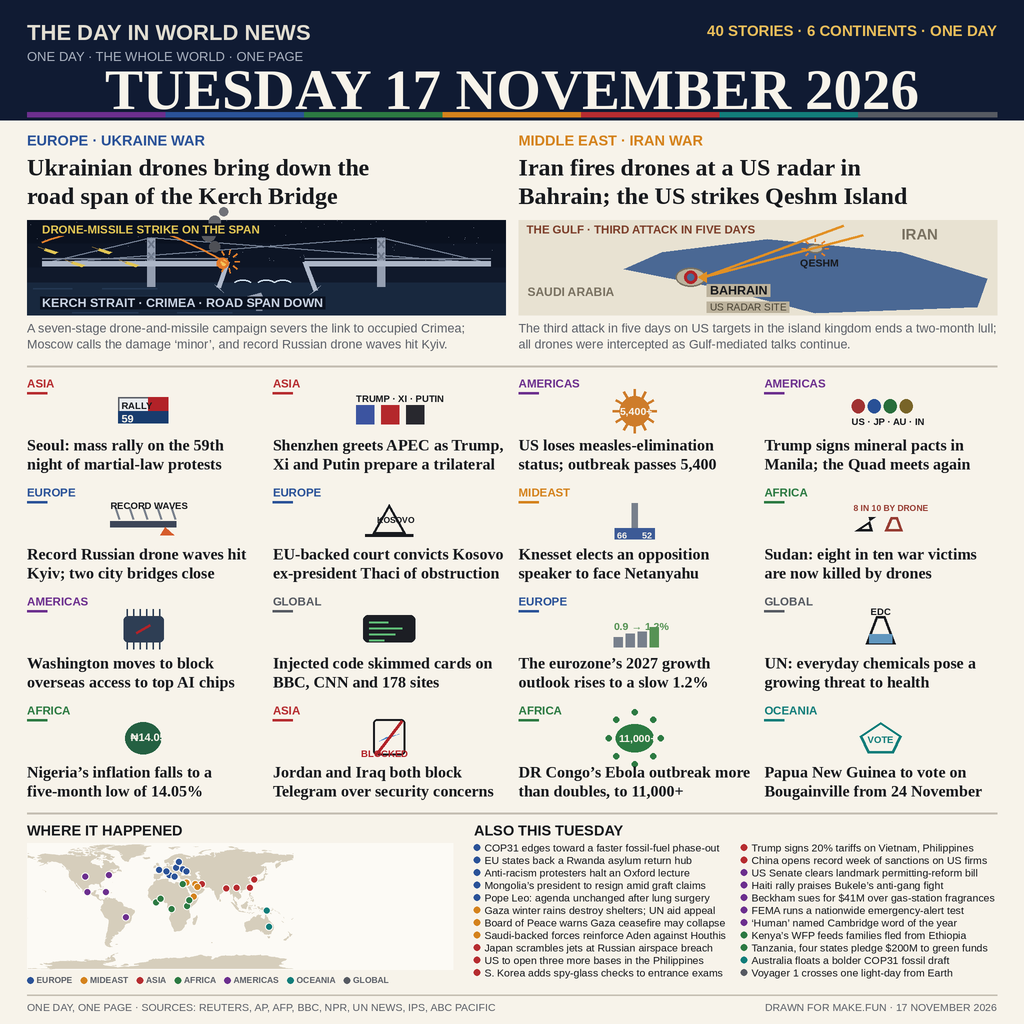 THE DAY IN WORLD NEWS
40 STORIES · 6 CONTINENTS · ONE DAY
ONE DAY · THE WHOLE WORLD · ONE PAGE
TUESDAY 17 NOVEMBER 2026
EUROPE · UKRAINE WAR
Ukrainian drones bring down the
road span of the Kerch Bridge
DRONE-MISSILE STRIKE ON THE SPAN
KERCH STRAIT · CRIMEA · ROAD SPAN DOWN
A seven-stage drone-and-missile campaign severs the link to occupied Crimea;
Moscow calls the damage ‘minor’, and record Russian drone waves hit Kyiv.
MIDDLE EAST · IRAN WAR
Iran fires drones at a US radar in
Bahrain; the US strikes Qeshm Island
THE GULF · THIRD ATTACK IN FIVE DAYS
IRAN
QESHM
SAUDI ARABIA
BAHRAIN
US RADAR SITE
The third attack in five days on US targets in the island kingdom ends a two-month lull;
all drones were intercepted as Gulf-mediated talks continue.
ASIA
RALLY
59
Seoul: mass rally on the 59th
night of martial-law protests
ASIA
TRUMP · XI · PUTIN
Shenzhen greets APEC as Trump,
Xi and Putin prepare a trilateral
AMERICAS
5,400+
US loses measles-elimination
status; outbreak passes 5,400
AMERICAS
US · JP · AU · IN
Trump signs mineral pacts in
Manila; the Quad meets again
EUROPE
RECORD WAVES
Record Russian drone waves hit
Kyiv; two city bridges close
EUROPE
KOSOVO
EU-backed court convicts Kosovo
ex-president Thaci of obstruction
MIDEAST
66 52
Knesset elects an opposition
speaker to face Netanyahu
AFRICA
8 IN 10 BY DRONE
Sudan: eight in ten war victims
are now killed by drones
AMERICAS
Washington moves to block
overseas access to top AI chips
GLOBAL
Injected code skimmed cards on
BBC, CNN and 178 sites
EUROPE
0.9 → 1.2%
The eurozone’s 2027 growth
outlook rises to a slow 1.2%
GLOBAL
EDC
UN: everyday chemicals pose a
growing threat to health
AFRICA
₦14.05
Nigeria’s inflation falls to a
five-month low of 14.05%
ASIA
BLOCKED
Jordan and Iraq both block
Telegram over security concerns
AFRICA
11,000+
DR Congo’s Ebola outbreak more
than doubles, to 11,000+
OCEANIA
VOTE
Papua New Guinea to vote on
Bougainville from 24 November
WHERE IT HAPPENED
EUROPE MIDEAST ASIA AFRICA AMERICAS OCEANIA GLOBAL
ALSO THIS TUESDAY
COP31 edges toward a faster fossil-fuel phase-out
EU states back a Rwanda asylum return hub
Anti-racism protesters halt an Oxford lecture
Mongolia’s president to resign amid graft claims
Pope Leo: agenda unchanged after lung surgery
Gaza winter rains destroy shelters; UN aid appeal
Board of Peace warns Gaza ceasefire may collapse
Saudi-backed forces reinforce Aden against Houthis
Japan scrambles jets at Russian airspace breach
US to open three more bases in the Philippines
S. Korea adds spy-glass checks to entrance exams
Trump signs 20% tariffs on Vietnam, Philippines
China opens record week of sanctions on US firms
US Senate clears landmark permitting-reform bill
Haiti rally praises Bukele’s anti-gang fight
Beckham sues for $41M over gas-station fragrances
FEMA runs a nationwide emergency-alert test
‘Human’ named Cambridge word of the year
Kenya’s WFP feeds families fled from Ethiopia
Tanzania, four states pledge $200M to green funds
Australia floats a bolder COP31 fossil draft
Voyager 1 crosses one light-day from Earth
ONE DAY, ONE PAGE · SOURCES: REUTERS, AP, AFP, BBC, NPR, UN NEWS, IPS, ABC PACIFIC
DRAWN FOR MAKE.FUN · 17 NOVEMBER 2026